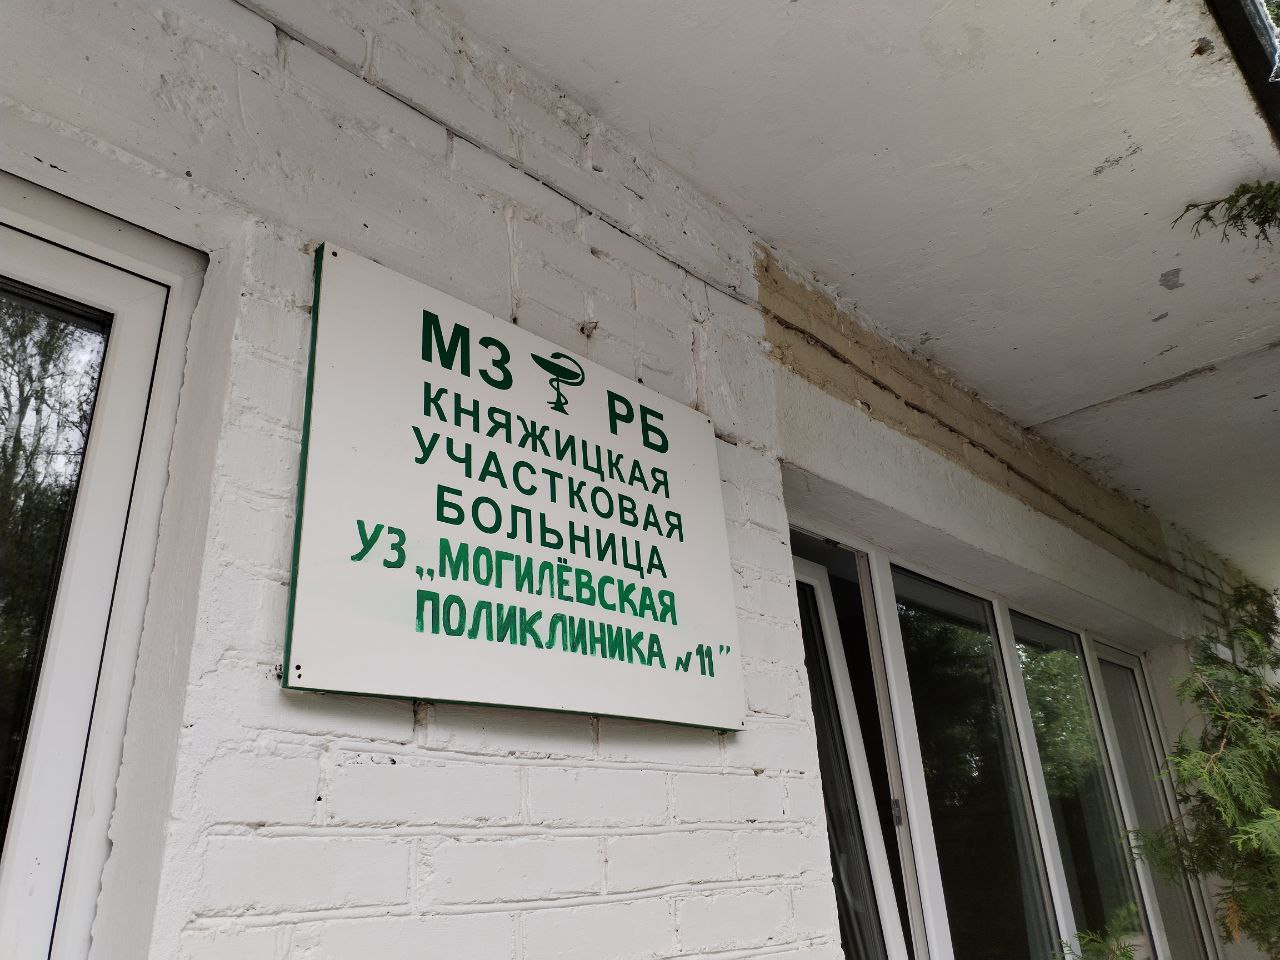 МЗ РБ
КНЯЖИЦКАЯ
УЧАСТКОВАЯ
БОЛЬНИЦА
УЗ „МОГИЛЁВСКАЯ
ПОЛИКЛИНИКА №11”